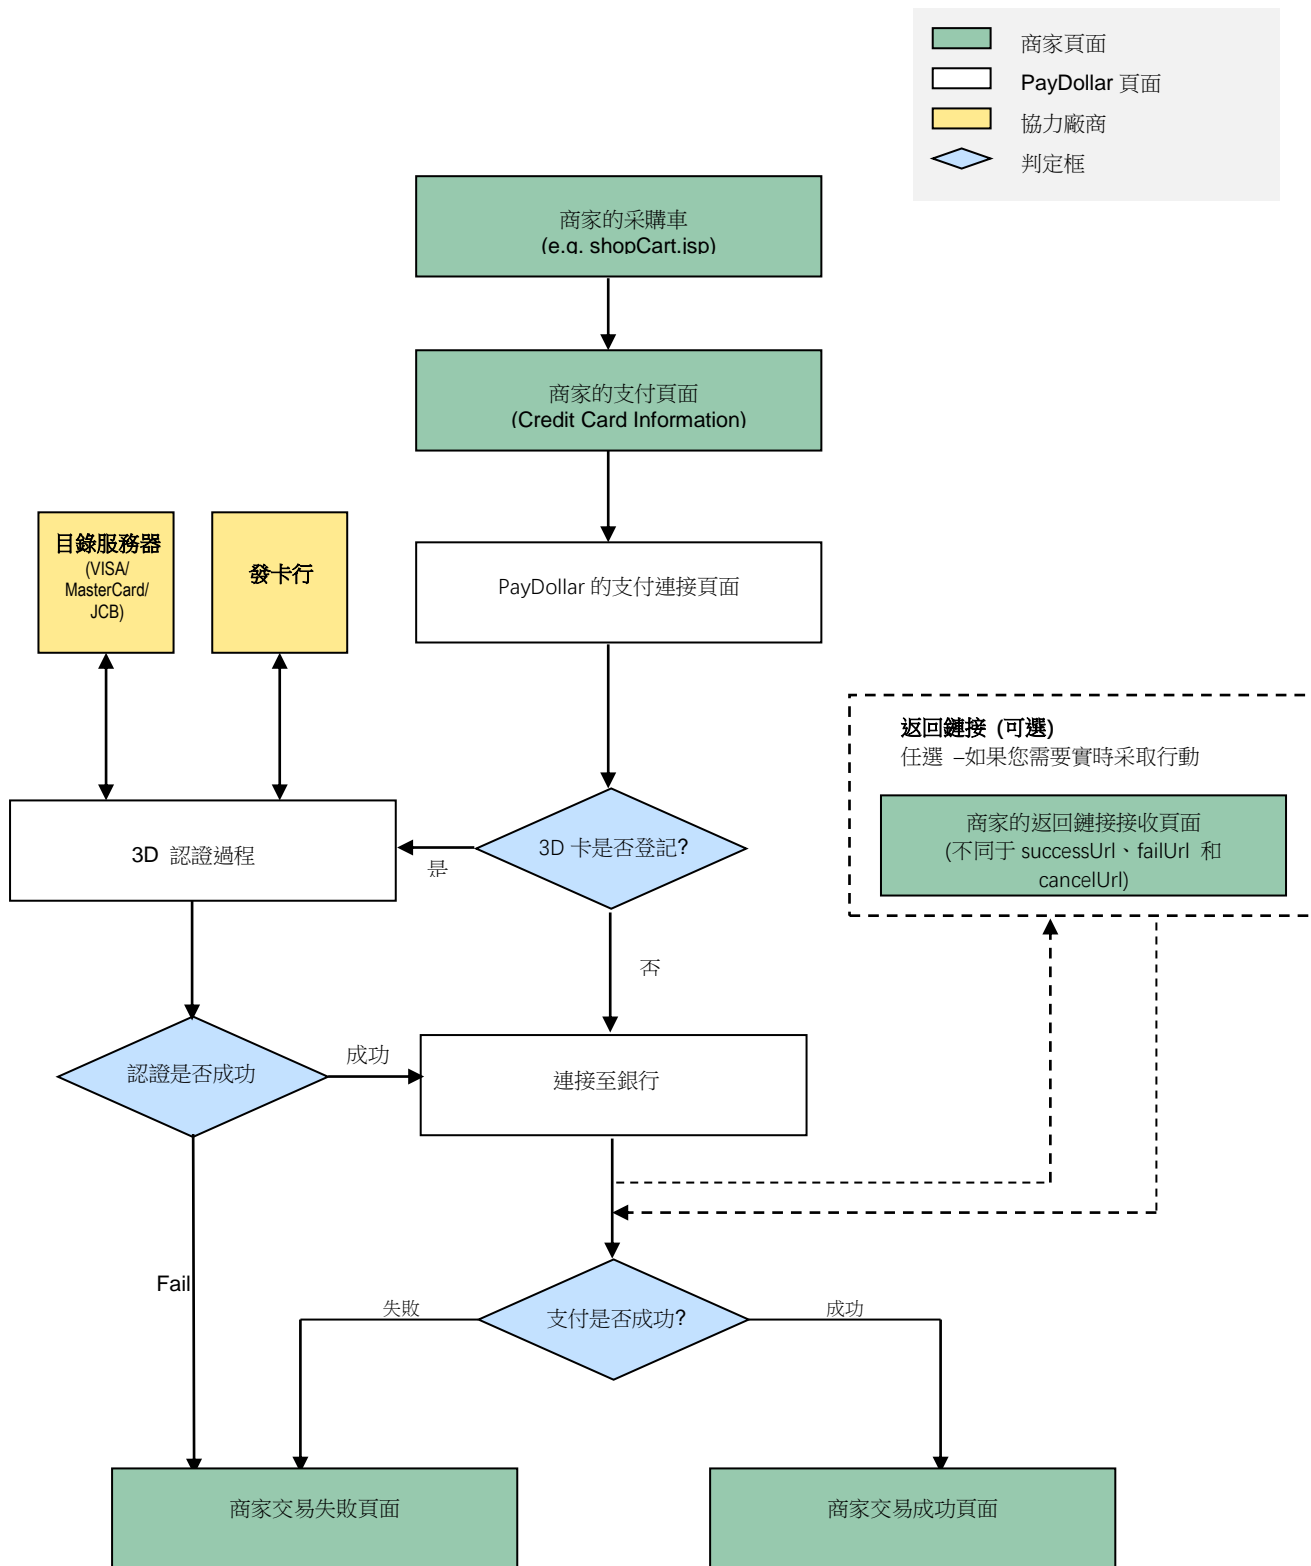 商家頁面
PayDollar 頁面
協力廠商
判定框
商家的采購車
(e.g. shopCart.jsp)
商家的支付頁面
(Credit Card Information)
目錄服務器
(VISA/
MasterCard/
JCB)
發卡行
PayDollar 的支付連接頁面
返回鏈接 (可選)
任選 –如果您需要實時采取行動
商家的返回鏈接接收頁面
(不同于 successUrl、failUrl 和
cancelUrl)
3D 認證過程
是
3D 卡是否登記?
否
認證是否成功
成功
連接至銀行
Fail
失敗
支付是否成功?
成功
商家交易失敗頁面
商家交易成功頁面